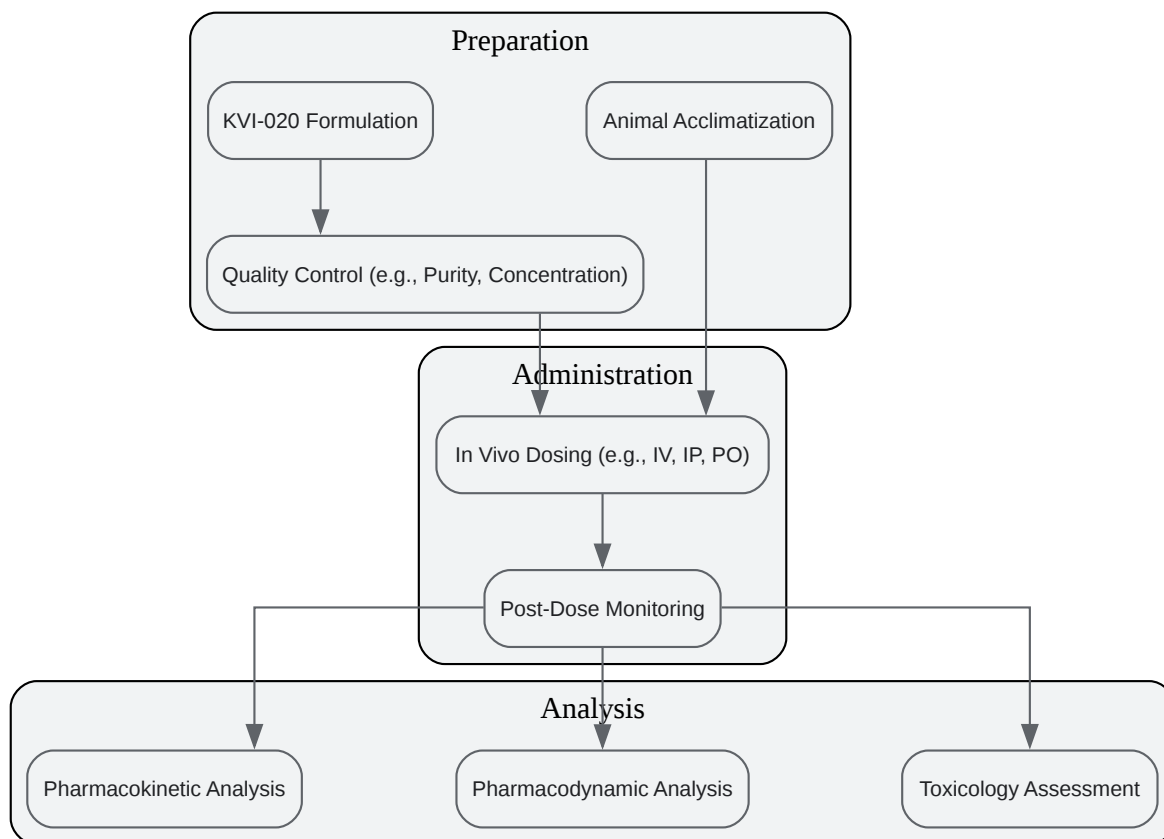 Preparation
KVI-020 Formulation
Animal Acclimatization
Quality Control (e.g., Purity, Concentration)
Administration
In Vivo Dosing (e.g., IV, IP, PO)
Post-Dose Monitoring
Analysis
Pharmacokinetic Analysis
Pharmacodynamic Analysis
Toxicology Assessment